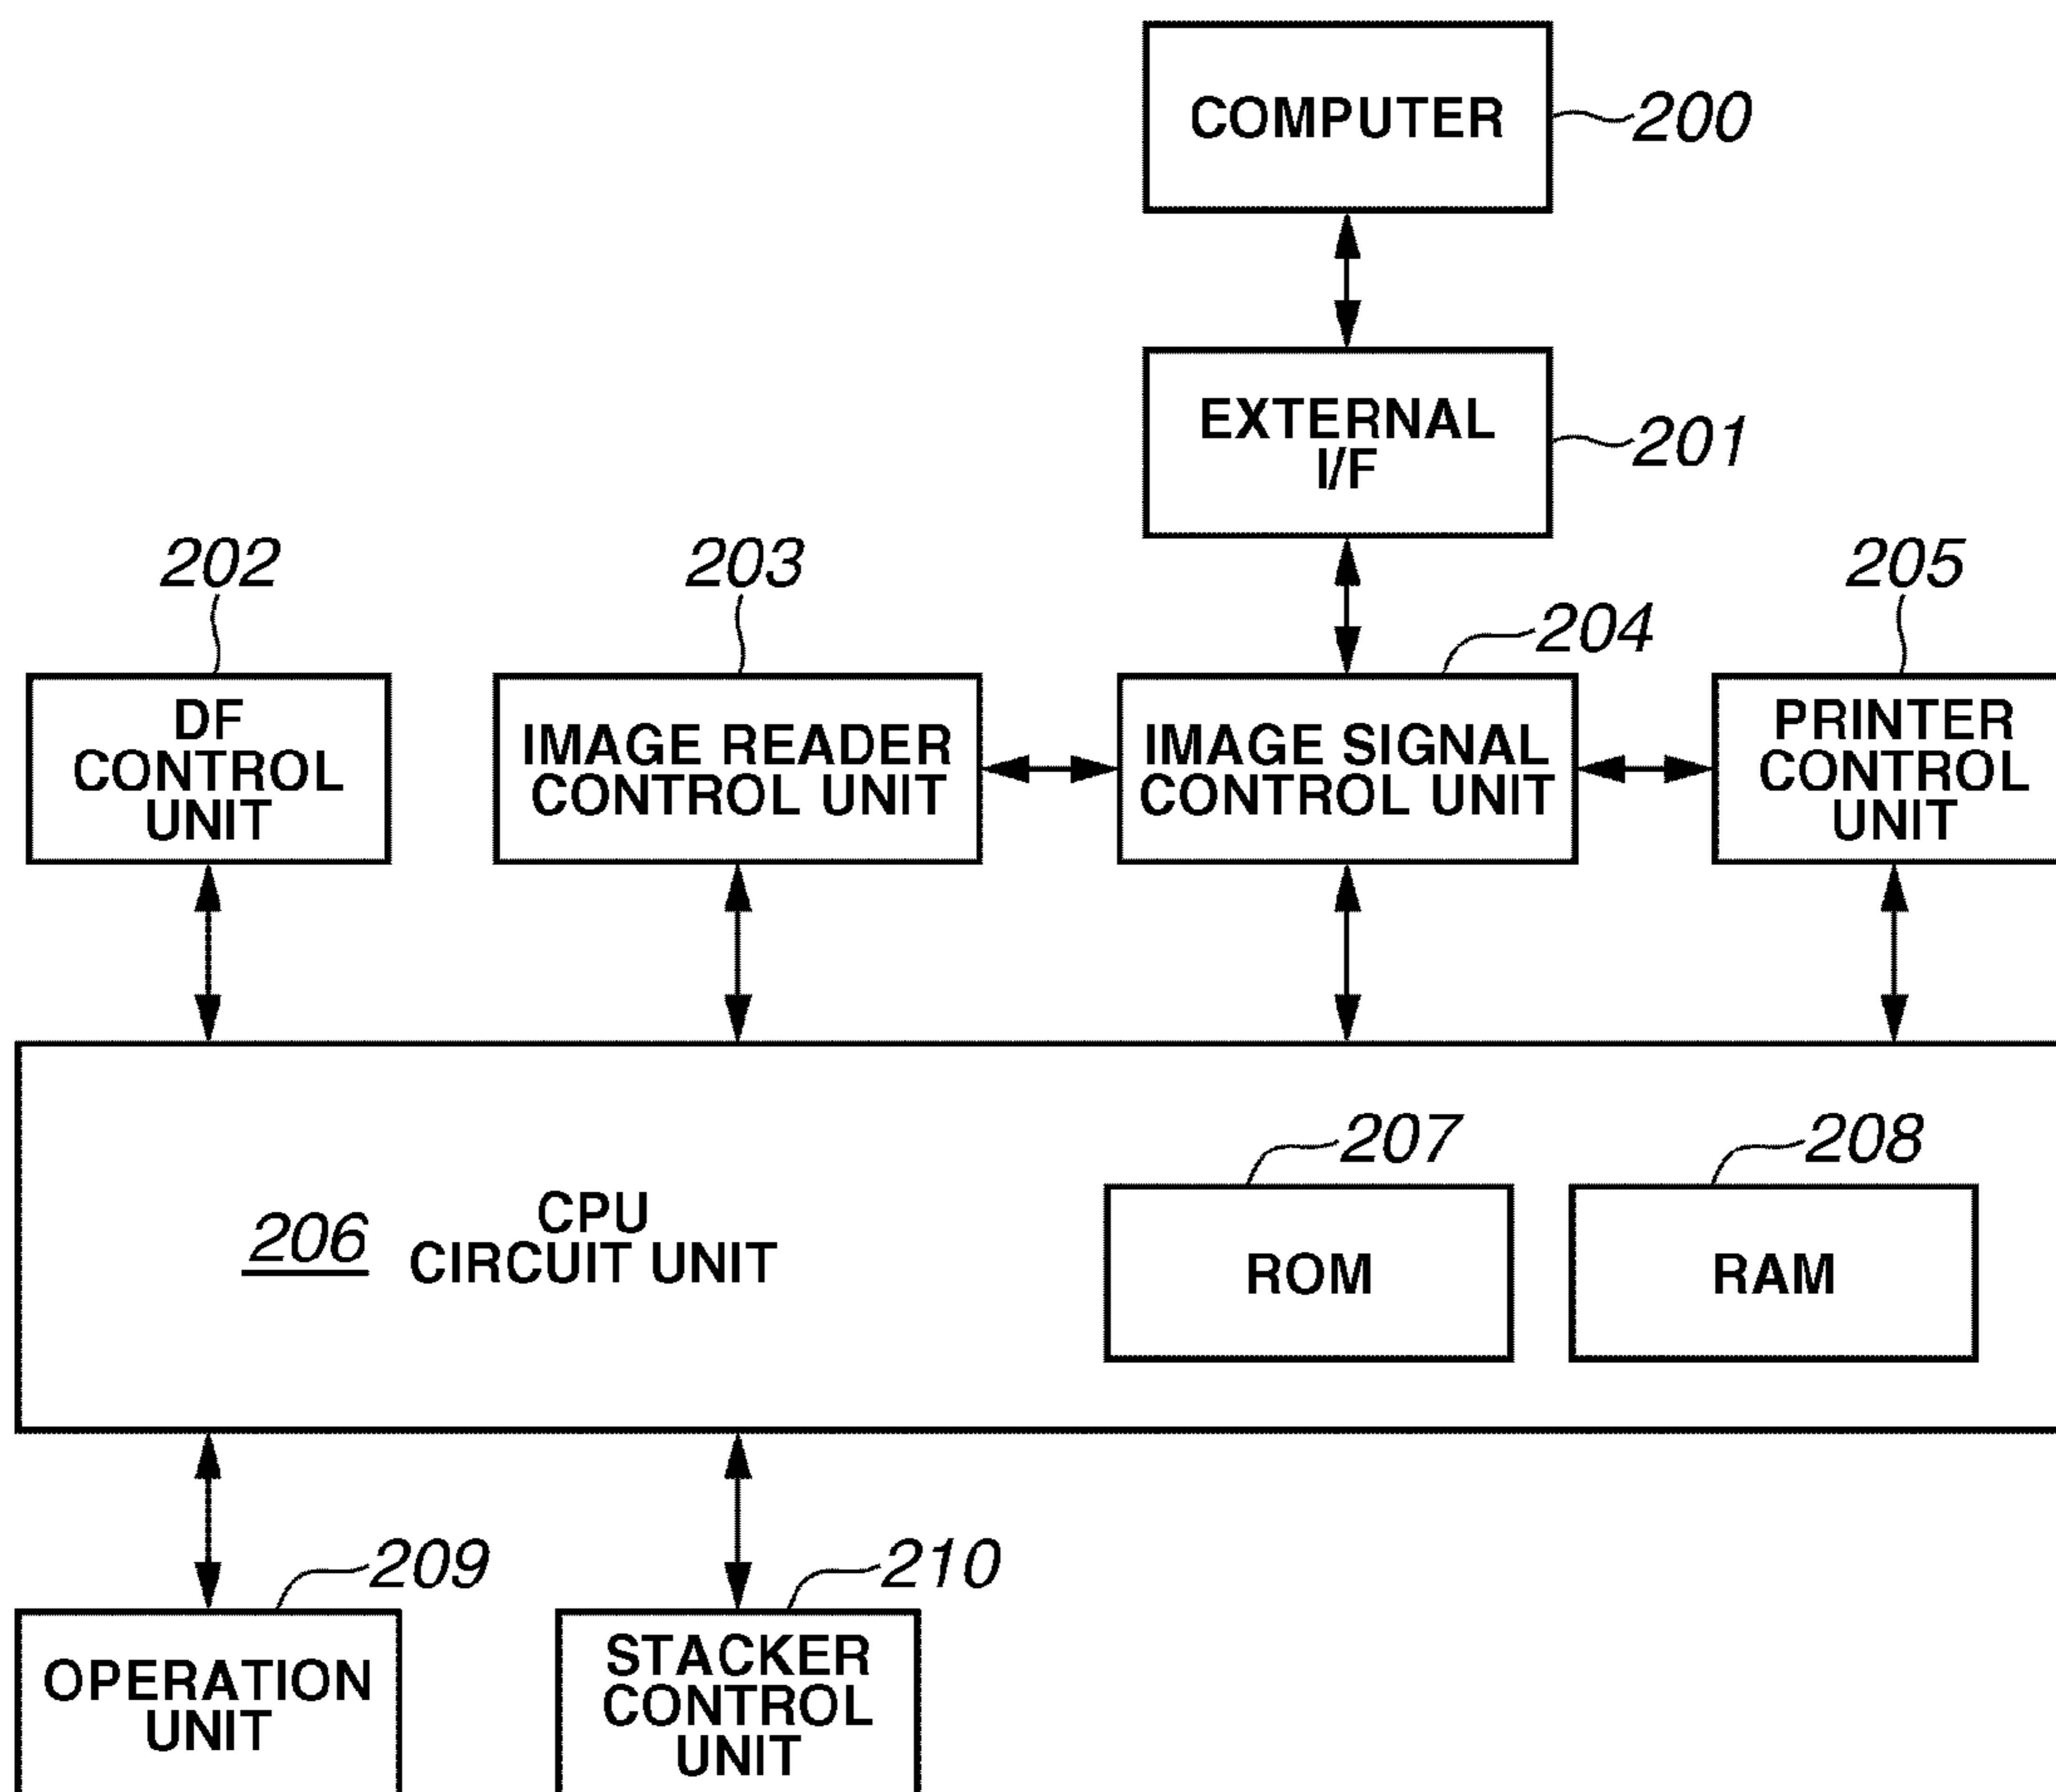 COMPUTER
200
EXTERNAL
I/F
201
202
203
204
205
DF
CONTROL
UNIT
IMAGE READER
CONTROL UNIT
IMAGE SIGNAL
CONTROL UNIT
PRINTER
CONTROL
UNIT
206
CPU
CIRCUIT UNIT
207
ROM
208
RAM
209
OPERATION
UNIT
210
STACKER
CONTROL
UNIT